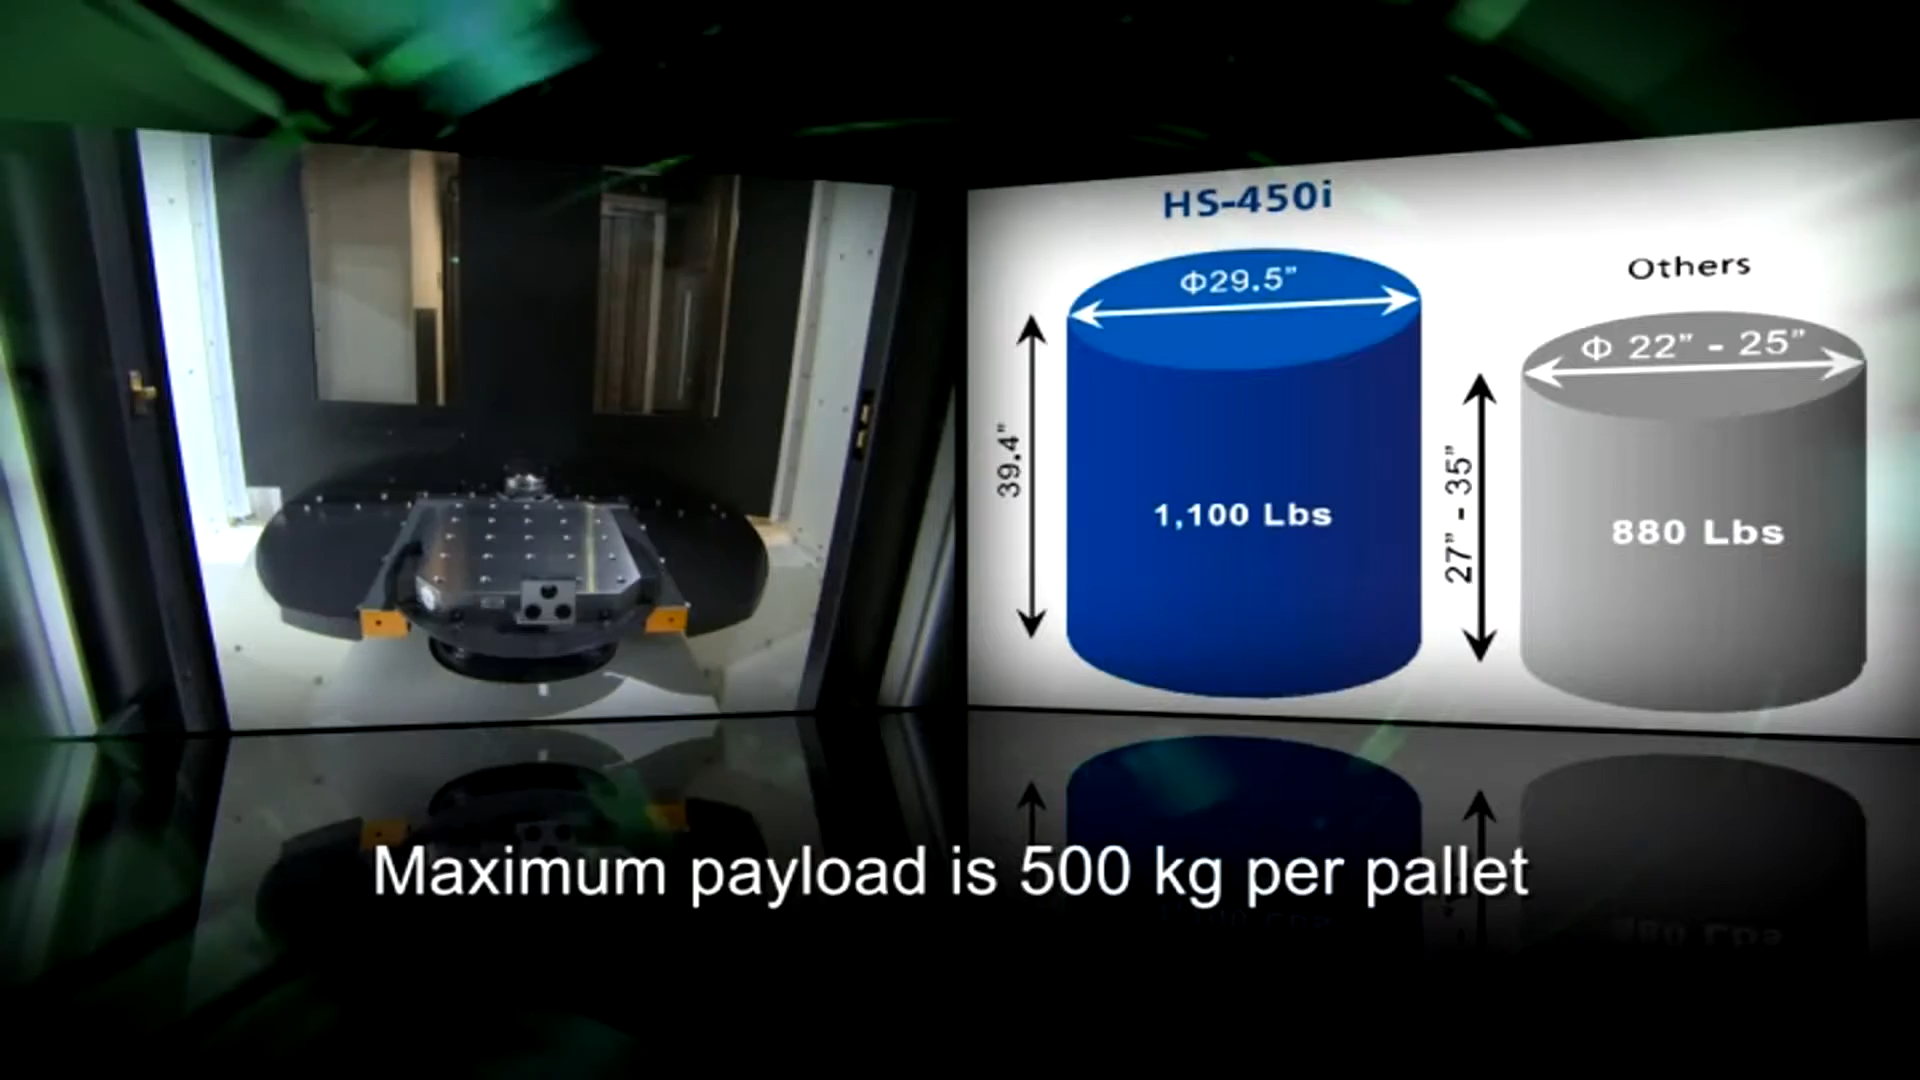 HS-450i
Φ29.5"
39.4"
1,100 Lbs
Others
Φ 22" - 25"
27" - 35"
880 Lbs
Maximum payload is 500 kg per pallet